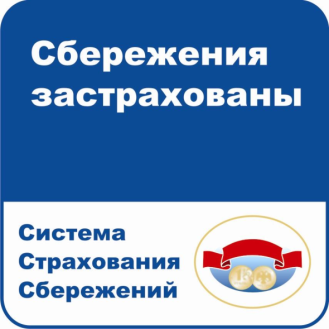 Сбережения
застрахованы
Система
Страхования
Сбережений